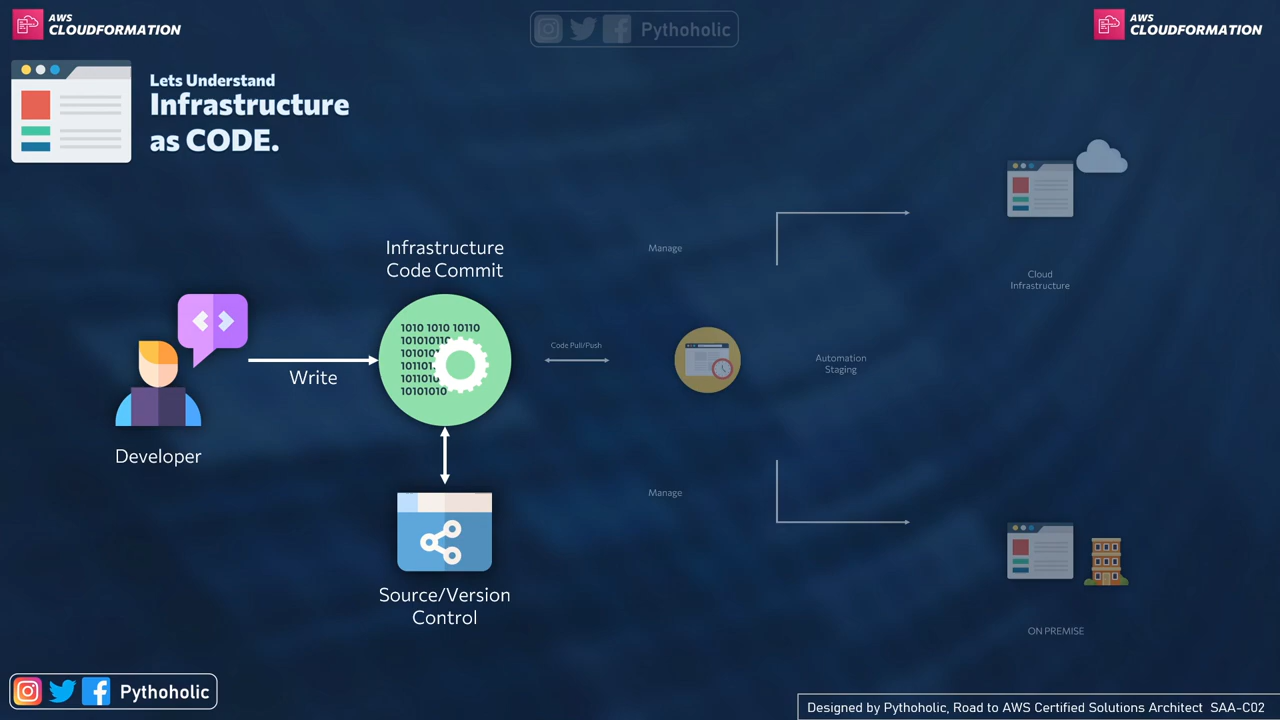 AWS
CLOUDFORMATION
Pythoholic
AWS
CLOUDFORMATION
Lets Understand
Infrastructure
as CODE.
Infrastructure
Code Commit
Manage
Cloud
Infrastructure
1010 1010 10110
Code Pull/Push
Write
Automation
Staging
Developer
Manage
Source/Version
Control
ON PREMISE
Pythoholic
Designed by Pythoholic, Road to AWS Certified Solutions Architect SAA-C02